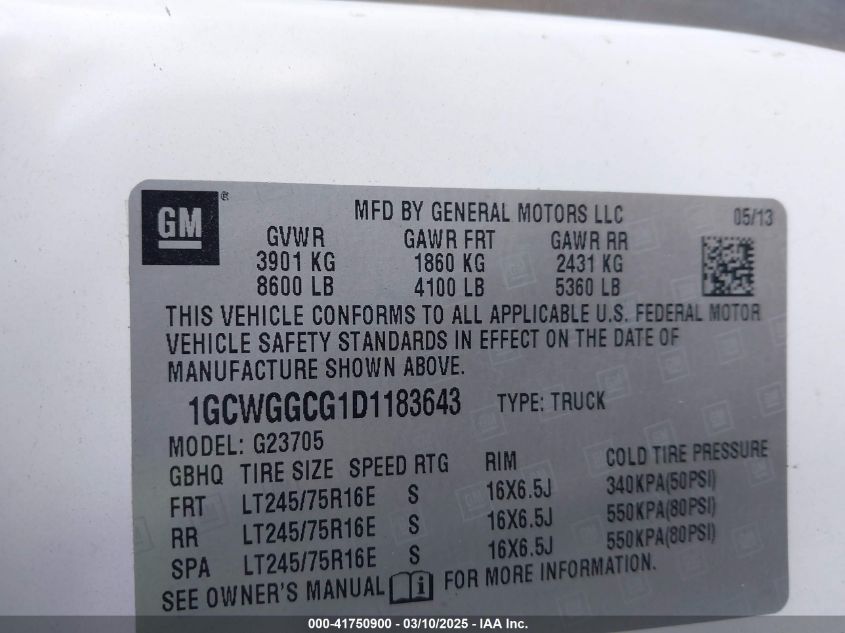 GM ®
MFD BY GENERAL MOTORS LLC 05/13
GVWR GAWR FRT GAWR RR
3901 KG 1860 KG 2431 KG
8600 LB 4100 LB 5360 LB
THIS VEHICLE CONFORMS TO ALL APPLICABLE U.S. FEDERAL MOTOR
VEHICLE SAFETY STANDARDS IN EFFECT ON THE DATE OF
MANUFACTURE SHOWN ABOVE.
1GCWGGCG1D1183643 TYPE: TRUCK
MODEL: G23705
GBHQ TIRE SIZE SPEED RTG RIM COLD TIRE PRESSURE
FRT LT245/75R16E S 16X6.5J 340KPA(50PSI)
RR LT245/75R16E S 16X6.5J 550KPA(80PSI)
SPA LT245/75R16E S 16X6.5J 550KPA(80PSI)
SEE OWNER'S MANUAL i FOR MORE INFORMATION.
000-41750900 - 03/10/2025 - IAA Inc.